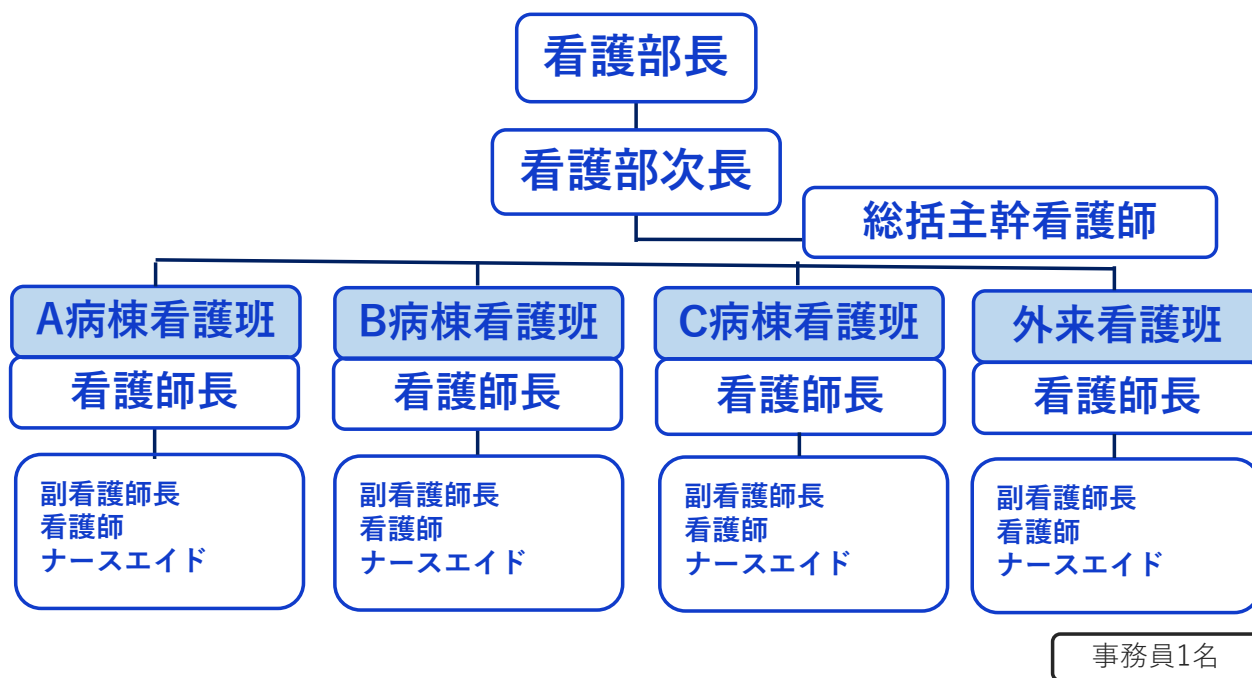 看護部長
看護部次長
総括主幹看護師
A病棟看護班
B病棟看護班
C病棟看護班
外来看護班
看護師長
看護師長
看護師長
看護師長
副看護師長
看護師
ナースエイド
副看護師長
看護師
ナースエイド
副看護師長
看護師
ナースエイド
副看護師長
看護師
ナースエイド
事務員1名